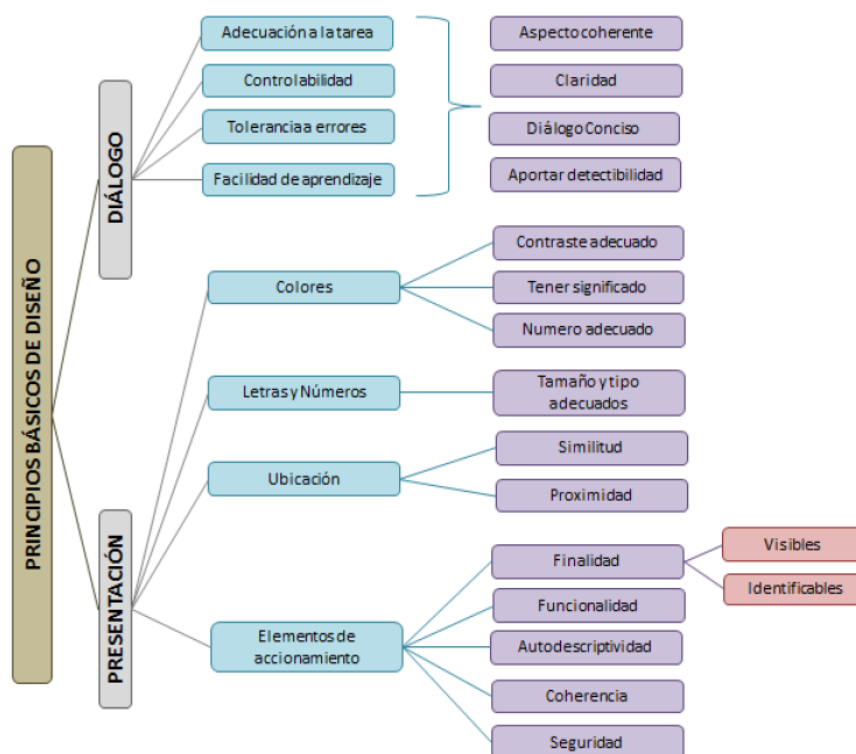 PRINCIPIOS BÁSICOS DE DISEÑO
DIÁLOGO
Adecuación a la tarea
Controlabilidad
Tolerancia a errores
Facilidad de aprendizaje
Aspecto coherente
Claridad
Diálogo Conciso
Aportar detectibilidad
PRESENTACIÓN
Colores
Contraste adecuado
Tener significado
Numero adecuado
Letras y Números
Tamaño y tipo
adecuados
Ubicación
Similitud
Proximidad
Elementos de
accionamiento
Finalidad
Visibles
Identificables
Funcionalidad
Autodescriptividad
Coherencia
Seguridad